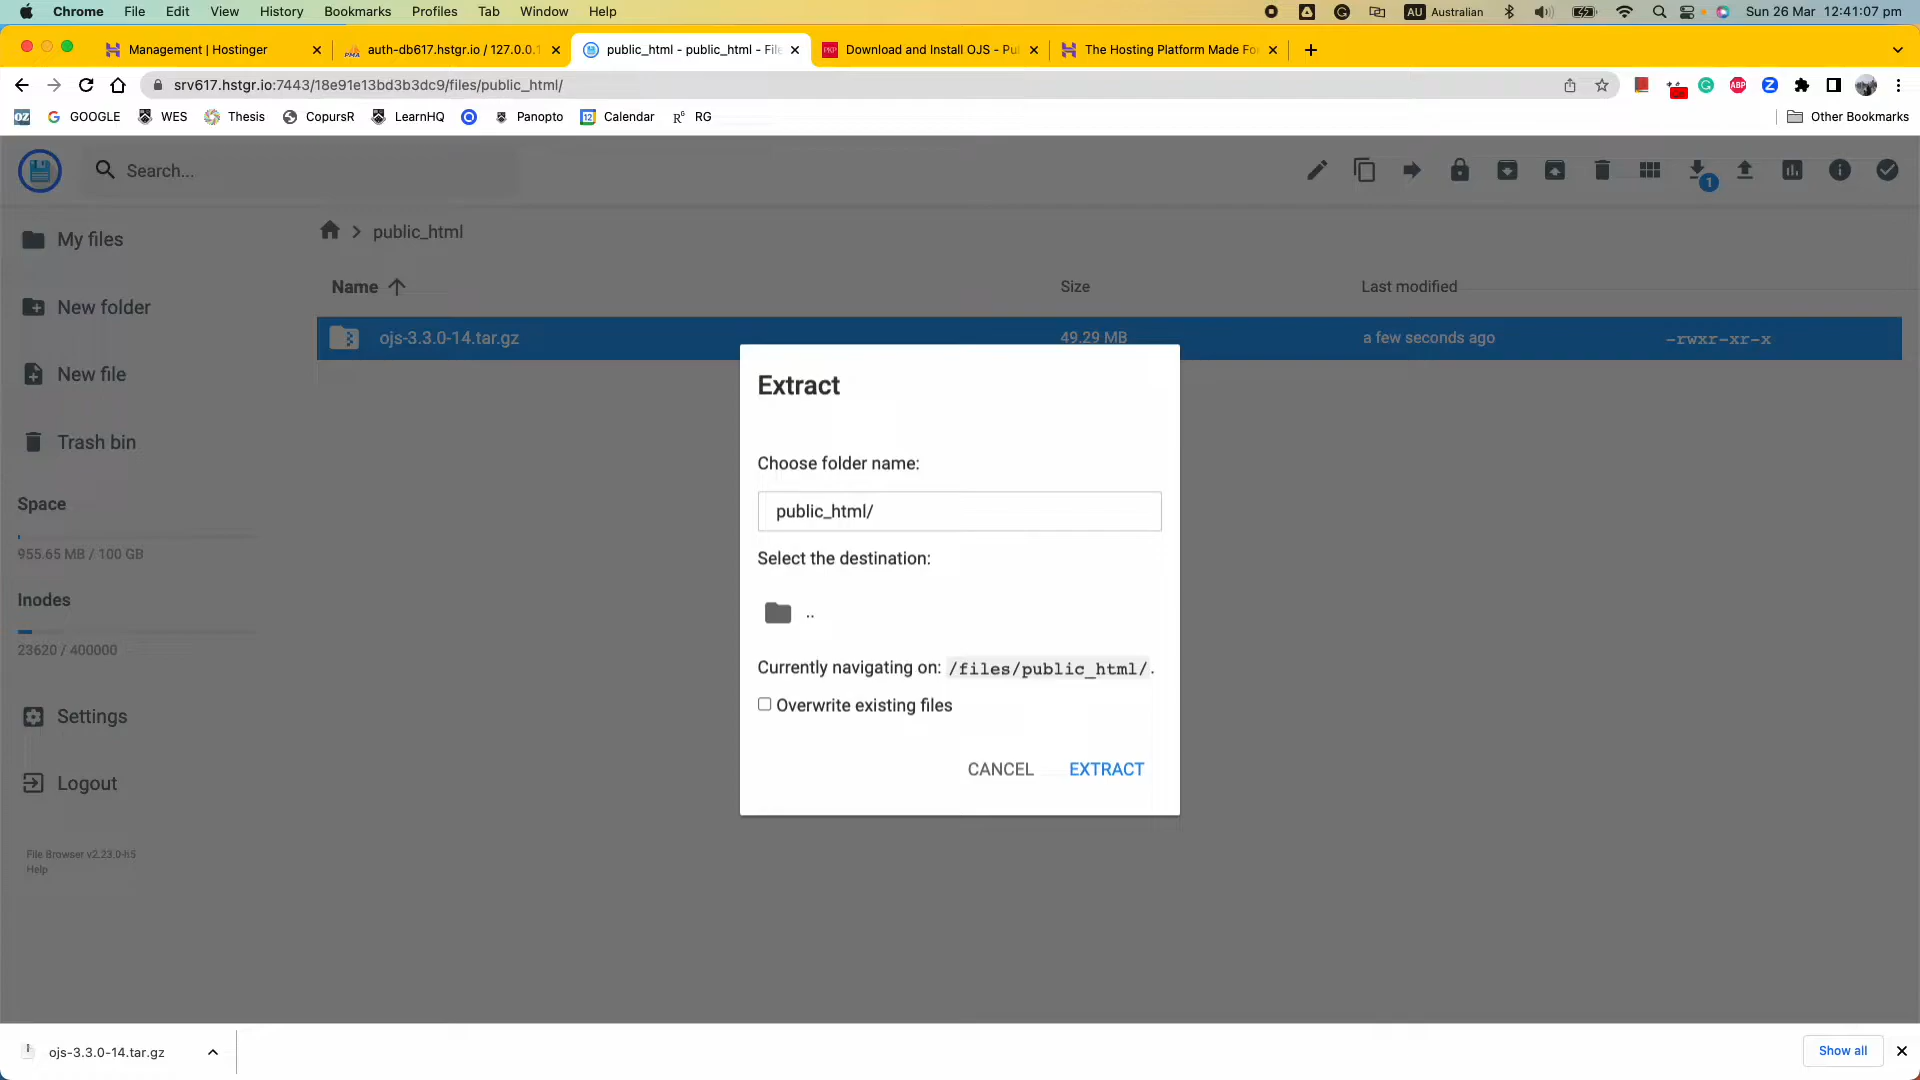 Chrome File Edit View History Bookmarks Profiles Tab Window Help AU Australian Sun 26 Mar 12:41:07 pm
Management | Hostinger auth-db617.hstgr.io / 127.0.0.1 public_html - public_html - File Download and Install OJS - Pu The Hosting Platform Made Fo
srv617.hstgr.io:7443/18e91e13bd3b3dc9/files/public_html/
GOOGLE WES Thesis CopursR LearnHQ Panopto Calendar RG Other Bookmarks
Search...
1
My files
public_html
Name Size Last modified
New folder
ojs-3.3.0-14.tar.gz 49.29 MB a few seconds ago -rwxr-xr-x
New file
Trash bin
Space
955.65 MB / 100 GB
Inodes
23620 / 400000
Settings
Logout
File Browser v2.23.0-h5
Help
Extract
Choose folder name:
public_html/
Select the destination:
..
Currently navigating on: /files/public_html/.
Overwrite existing files
CANCEL EXTRACT
ojs-3.3.0-14.tar.gz Show all